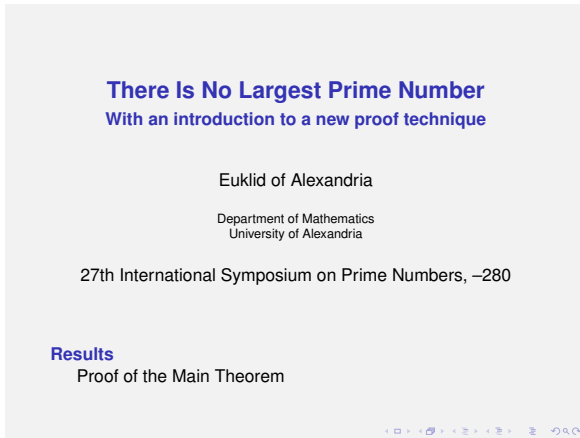 There Is No Largest Prime Number
With an introduction to a new proof technique
Euklid of Alexandria
Department of Mathematics
University of Alexandria
27th International Symposium on Prime Numbers, –280
Results
Proof of the Main Theorem